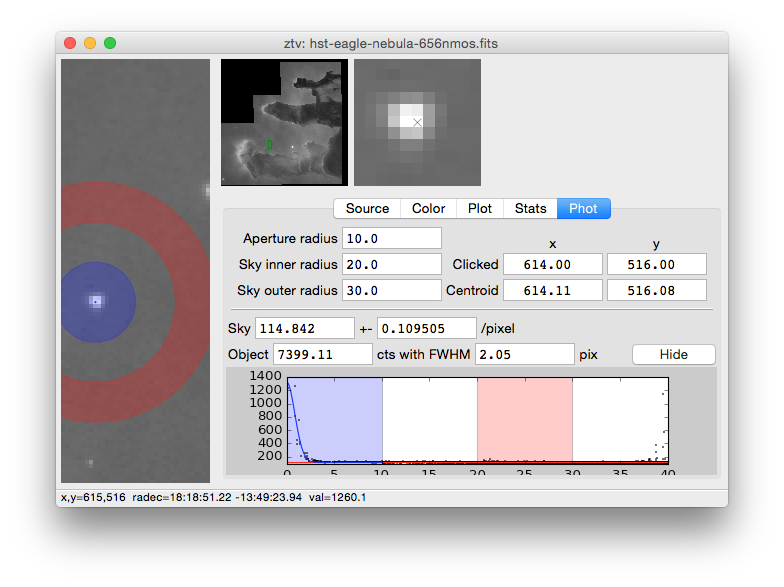 ztv: hst-eagle-nebula-656nmos.fits
Source Color Plot Stats Phot
Aperture radius 10.0 x y
Sky inner radius 20.0 Clicked 614.00 516.00
Sky outer radius 30.0 Centroid 614.11 516.08
Sky 114.842 +- 0.109505 /pixel
Object 7399.11 cts with FWHM 2.05 pix Hide
1400
1200
1000
800
600
400
200
0 5 10 15 20 25 30 35 40
x,y=615,516 radec=18:18:51.22 -13:49:23.94 val=1260.1